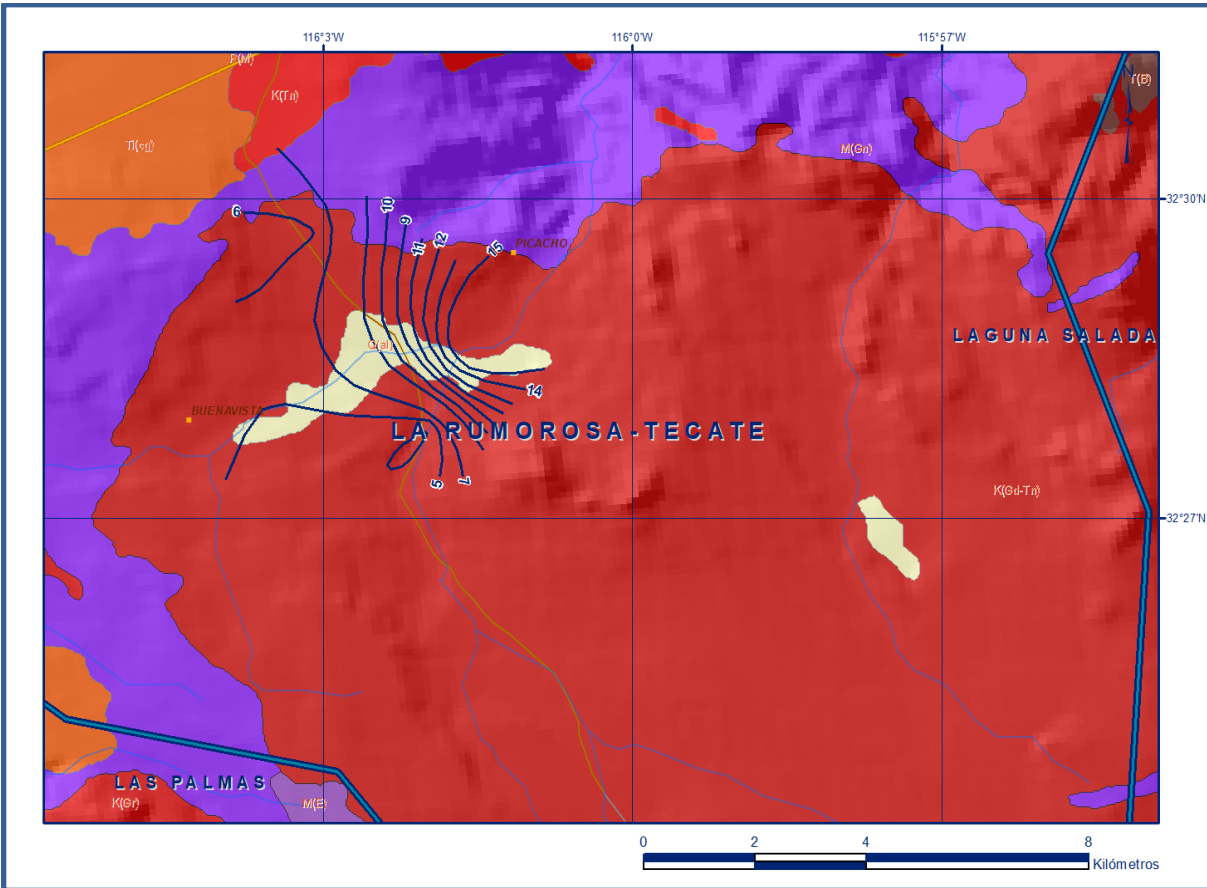 116°3'W
116°0'W
115°57'W
P(M)
K(Tn)
T(B)
Ti(cg)
M(Gn)
32°30'N
6
10
9
11
12
15
PICACHO
Q(al)
LAGUNA SALADA
14
BUENAVISTA
LA RUMOROSA-TECATE
5
7
K(Gd-Tn)
32°27'N
LAS PALMAS
K(Gr)
M(E)
0
2
4
8
Kilómetros